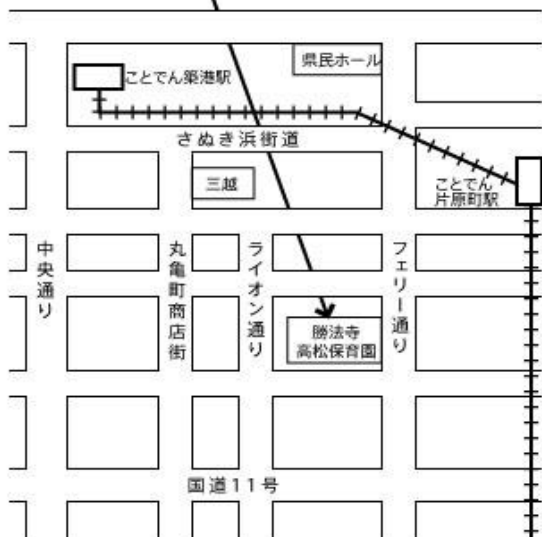 県民ホール
ことでん築港駅
さぬき浜街道
三越
ことでん
片原町駅
中央通り
丸亀町商店街
ライオン通り
フェリー通り
勝法寺
高松保育園
国道11号